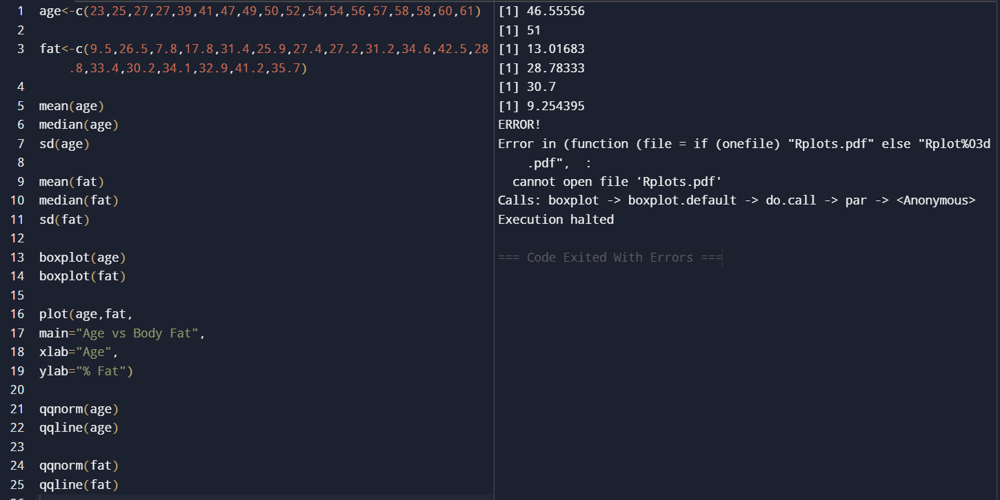 1 age<-c(23,25,27,27,39,41,47,49,50,52,54,54,56,57,58,58,60,61)
2
3 fat<-c(9.5,26.5,7.8,17.8,31.4,25.9,27.4,27.2,31.2,34.6,42.5,28
.8,33.4,30.2,34.1,32.9,41.2,35.7)
4
5 mean(age)
6 median(age)
7 sd(age)
8
9 mean(fat)
10 median(fat)
11 sd(fat)
12
13 boxplot(age)
14 boxplot(fat)
15
16 plot(age,fat,
17 main="Age vs Body Fat",
18 xlab="Age",
19 ylab="% Fat")
20
21 qqnorm(age)
22 qqline(age)
23
24 qqnorm(fat)
25 qqline(fat)
[1] 46.55556
[1] 51
[1] 13.01683
[1] 28.78333
[1] 30.7
[1] 9.254395
ERROR!
Error in (function (file = if (onefile) "Rplots.pdf" else "Rplot%03d
.pdf", :
cannot open file 'Rplots.pdf'
Calls: boxplot -> boxplot.default -> do.call -> par -> <Anonymous>
Execution halted
=== Code Exited With Errors ===